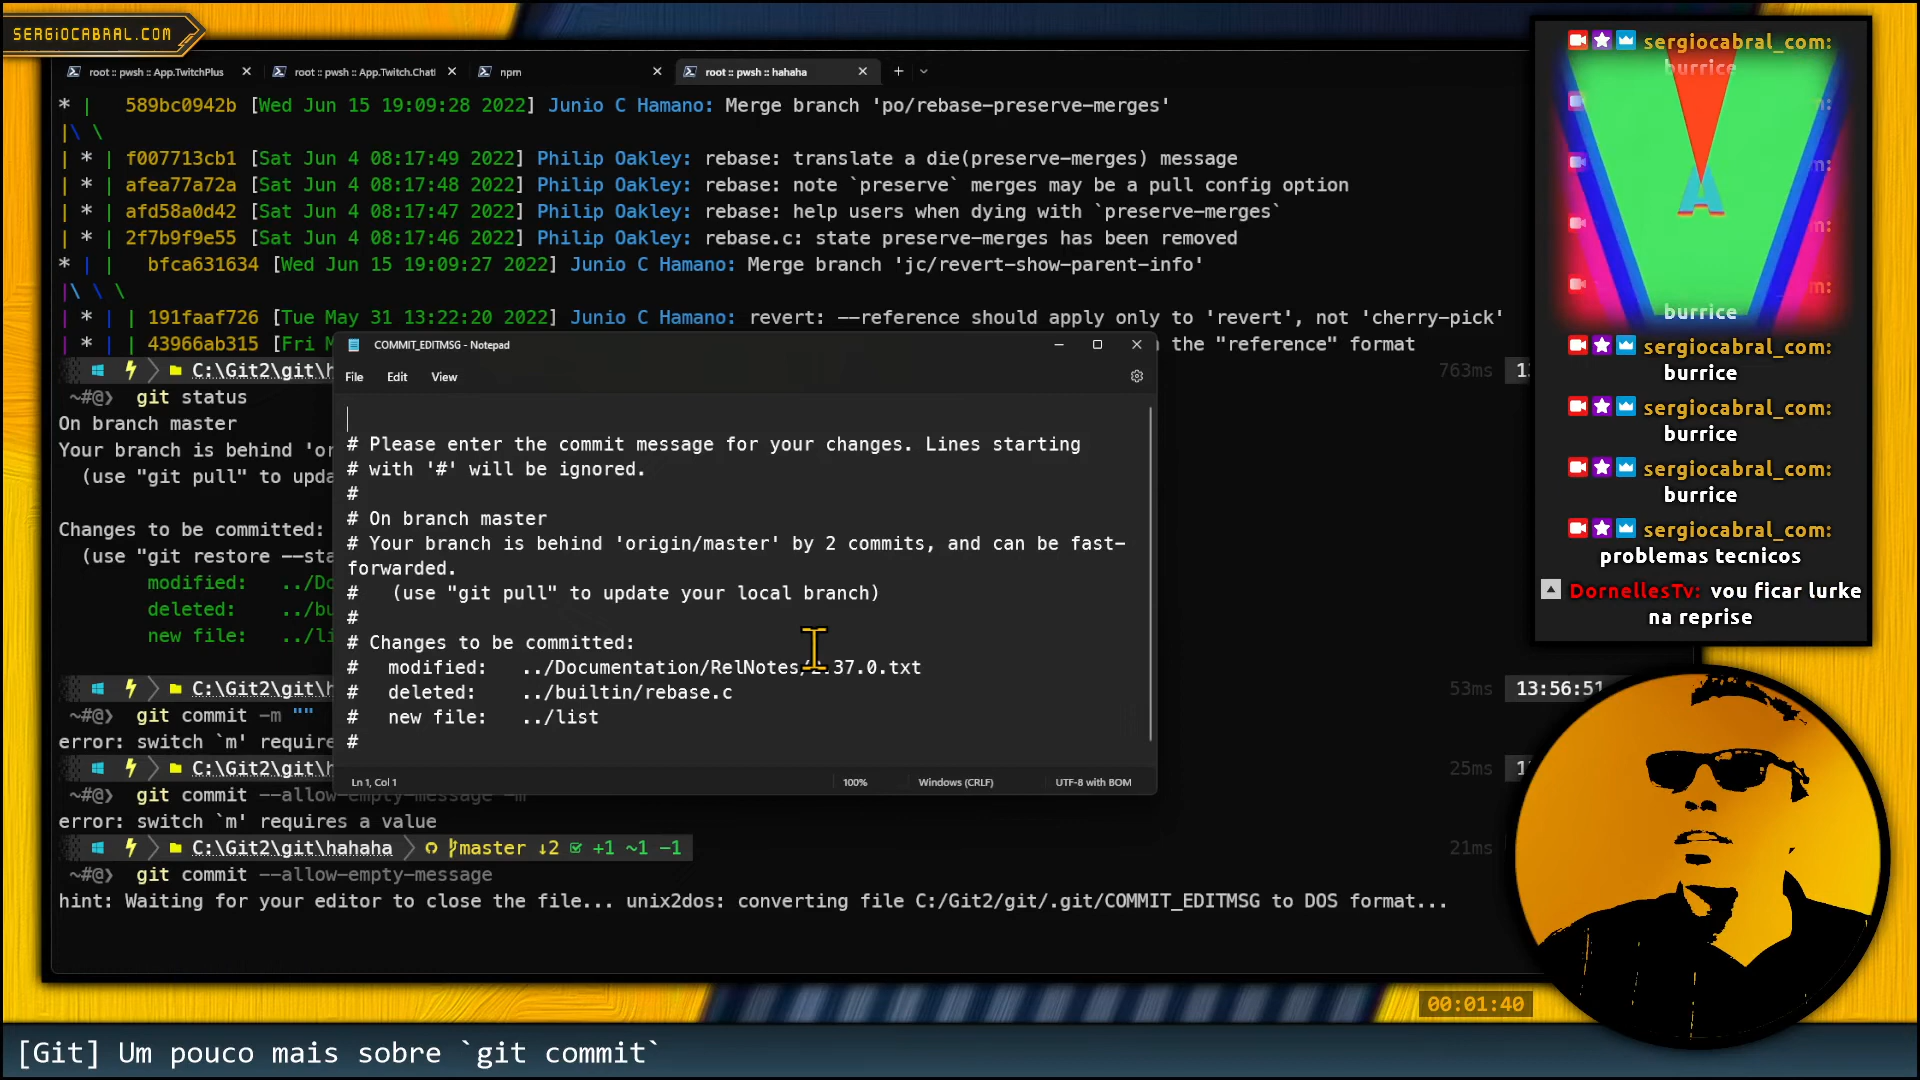 SERGIOCABRAL.COM
root :: pwsh :: App.TwitchPlus
root :: pwsh :: App.Twitch.Chatl
npm
root :: pwsh :: hahaha
* | 589bc0942b [Wed Jun 15 19:09:28 2022] Junio C Hamano: Merge branch 'po/rebase-preserve-merges'
|\ \
| * | f007713cb1 [Sat Jun 4 08:17:49 2022] Philip Oakley: rebase: translate a die(preserve-merges) message
| * | afea77a72a [Sat Jun 4 08:17:48 2022] Philip Oakley: rebase: note `preserve` merges may be a pull config option
| * | afd58a0d42 [Sat Jun 4 08:17:47 2022] Philip Oakley: rebase: help users when dying with `preserve-merges`
| * | 2f7b9f9e55 [Sat Jun 4 08:17:46 2022] Philip Oakley: rebase.c: state preserve-merges has been removed
* | | bfca631634 [Wed Jun 15 19:09:27 2022] Junio C Hamano: Merge branch 'jc/revert-show-parent-info'
|\ \ \
| * | | 191faaf726 [Tue May 31 13:22:20 2022] Junio C Hamano: revert: --reference should apply only to 'revert', not 'cherry-pick'
| * | | 43966ab315 [Fri M the "reference" format
C:\Git2\git\h 763ms
~#@❯ git status
On branch master
Your branch is behind 'or
(use "git pull" to upda
Changes to be committed:
(use "git restore --sta
modified: ../Do
deleted: ../bu
new file: ../li
C:\Git2\git\h 53ms 13:56:51
~#@❯ git commit -m ""
error: switch `m' require
C:\Git2\git\h 25ms
~#@❯ git commit --allow-empty-message -m
error: switch `m' requires a value
C:\Git2\git\hahaha master ↓2 +1 ~1 -1 21ms
~#@❯ git commit --allow-empty-message
hint: Waiting for your editor to close the file... unix2dos: converting file C:/Git2/git/.git/COMMIT_EDITMSG to DOS format...
COMMIT_EDITMSG - Notepad
File Edit View
# Please enter the commit message for your changes. Lines starting
# with '#' will be ignored.
#
# On branch master
# Your branch is behind 'origin/master' by 2 commits, and can be fast-
forwarded.
# (use "git pull" to update your local branch)
#
# Changes to be committed:
# modified: ../Documentation/RelNotes/2.37.0.txt
# deleted: ../builtin/rebase.c
# new file: ../list
#
Ln 1, Col 1 100% Windows (CRLF) UTF-8 with BOM
sergiocabral_com:
burrice
A
burrice
sergiocabral_com:
burrice
sergiocabral_com:
burrice
sergiocabral_com:
burrice
sergiocabral_com:
problemas tecnicos
DornellesTv: vou ficar lurke
na reprise
00:01:40
[Git] Um pouco mais sobre `git commit`